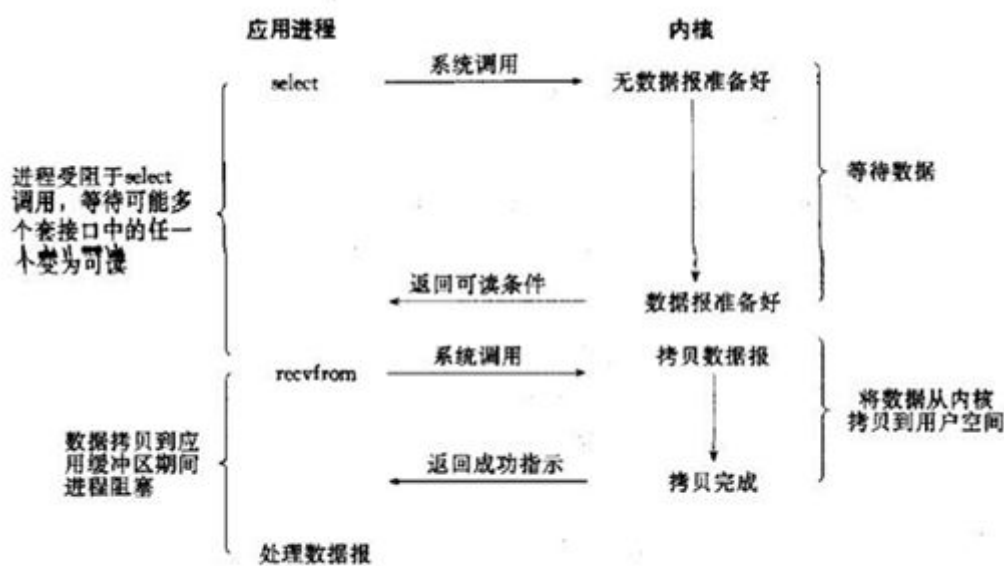 应用进程
内核
select
系统调用
无数据报准备好
进程受阻于select
调用，等待可能多
个套接口中的任一
个变为可读
等待数据
返回可读条件
数据报准备好
recvfrom
系统调用
拷贝数据报
将数据从内核
拷贝到用户空间
数据拷贝到应
用缓冲区期间
进程阻塞
返回成功指示
拷贝完成
处理数据报